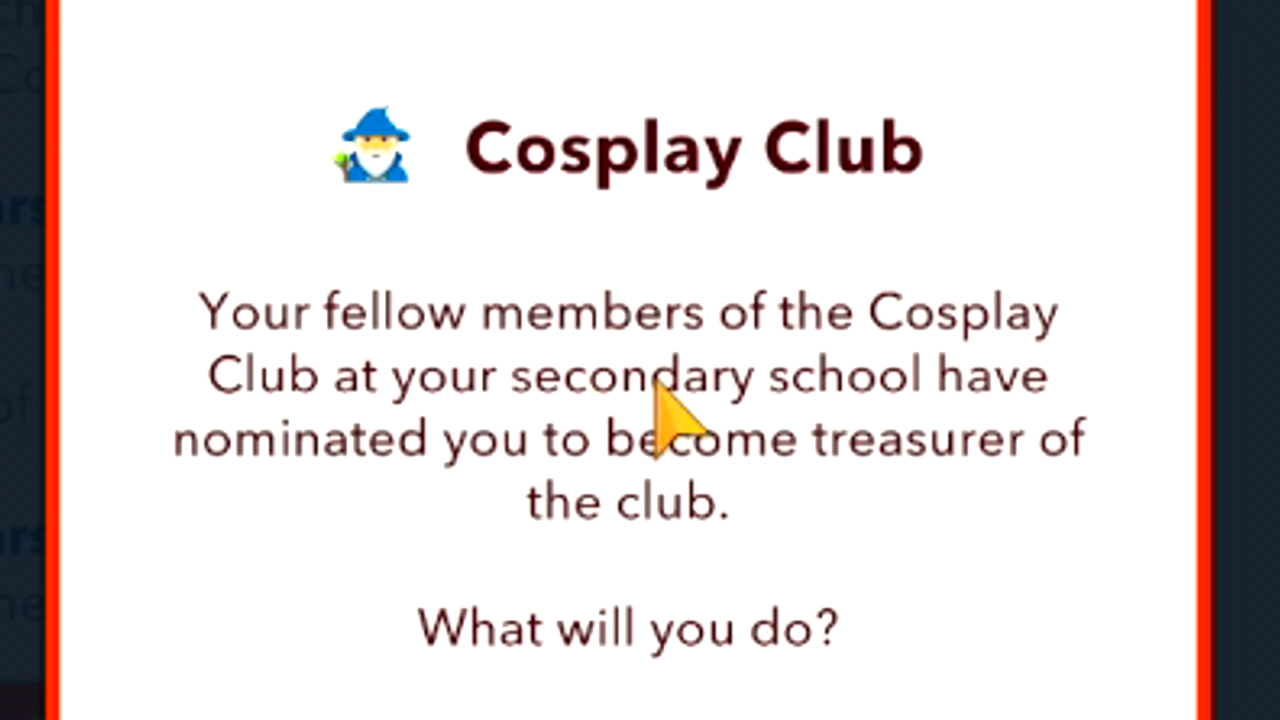 Cosplay Club
Your fellow members of the Cosplay
Club at your secondary school have
nominated you to become treasurer of
the club.
What will you do?